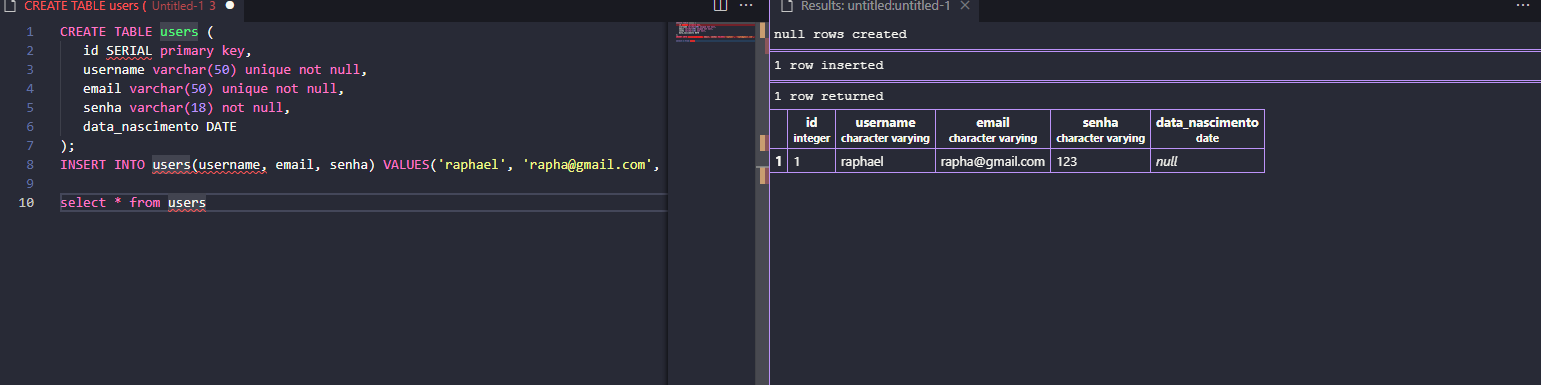 CREATE TABLE users ( Untitled-1 3
Results: untitled:untitled-1
1 CREATE TABLE users (
2 id SERIAL primary key,
3 username varchar(50) unique not null,
4 email varchar(50) unique not null,
5 senha varchar(18) not null,
6 data_nascimento DATE
7 );
8 INSERT INTO users(username, email, senha) VALUES('raphael', 'rapha@gmail.com',
9
10 select * from users
null rows created
1 row inserted
1 row returned
id username email senha data_nascimento
integer character varying character varying character varying date
1 1 raphael rapha@gmail.com 123 null